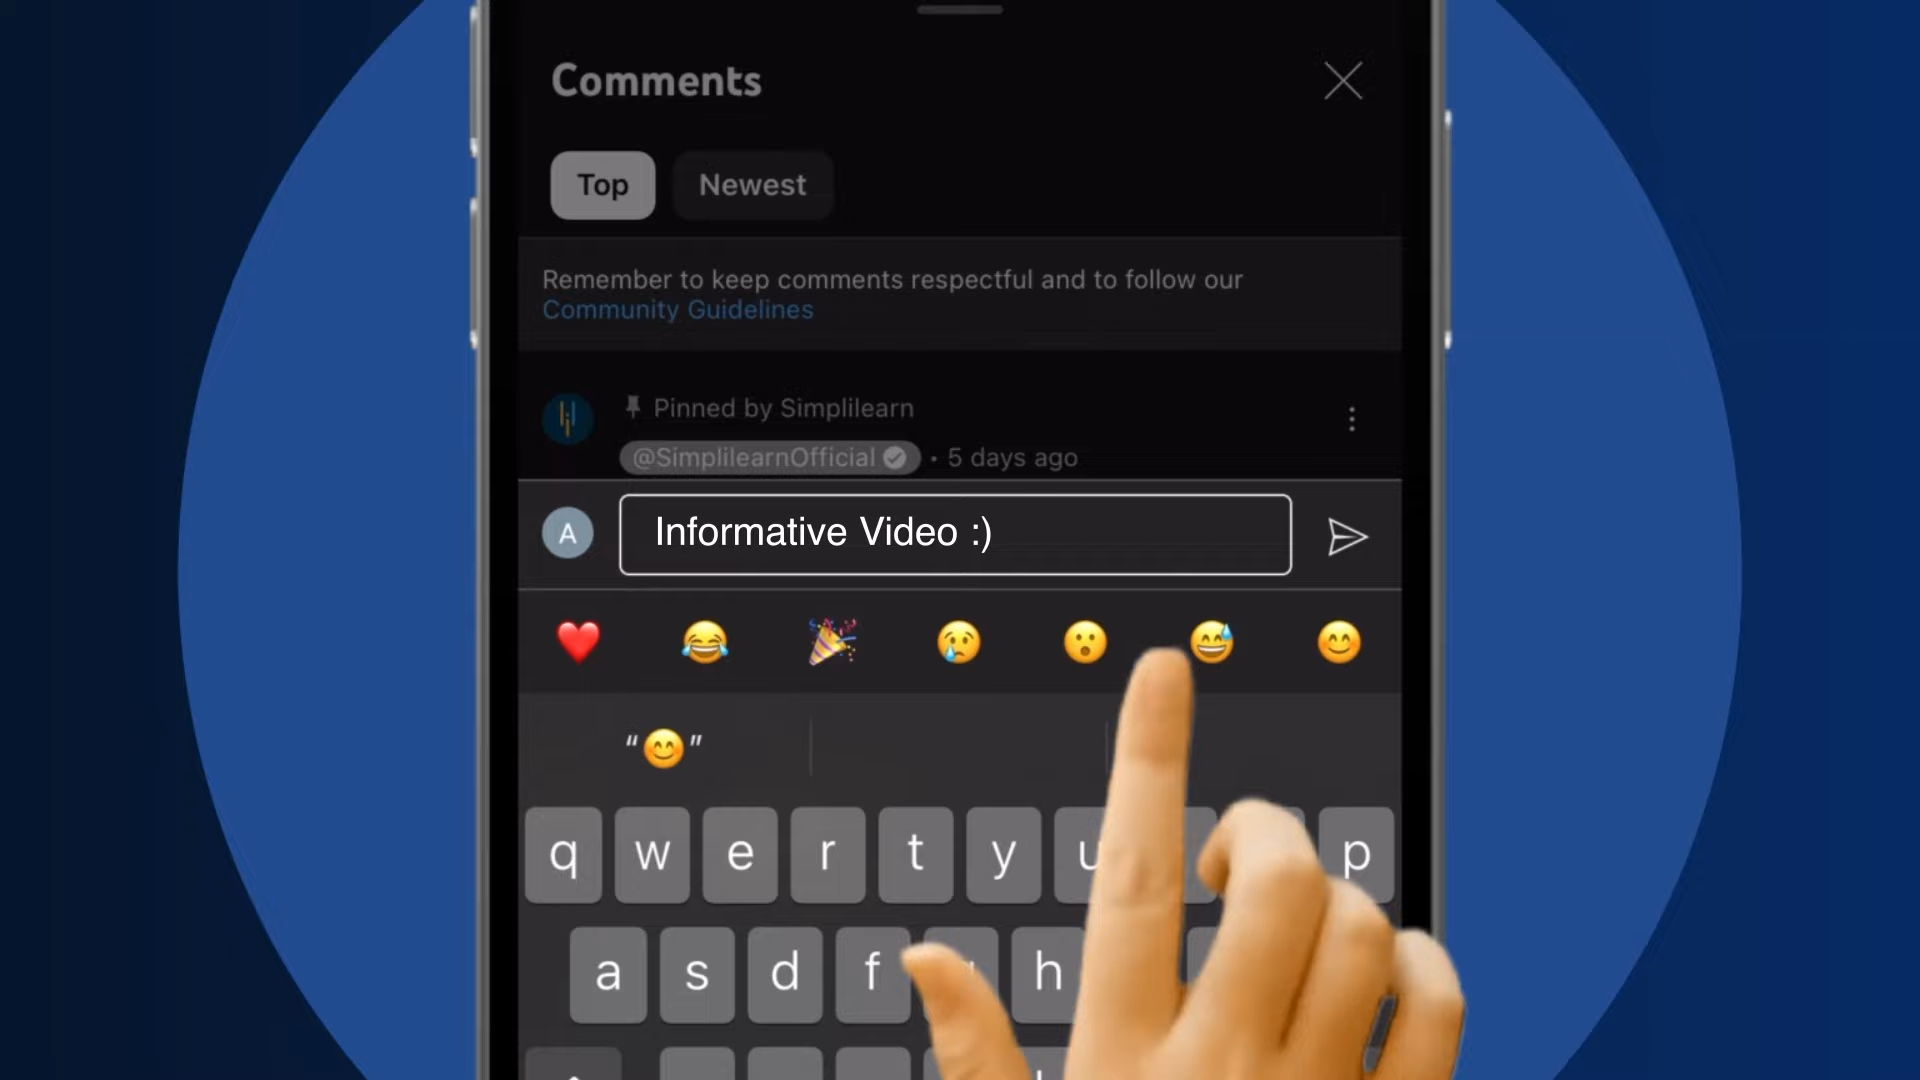 Comments
Top Newest
Remember to keep comments respectful and to follow our
Community Guidelines
Pinned by Simplilearn
@SimplilearnOfficial • 5 days ago
A Informative Video :)
“😊”
q w e r t y u p
a s d f h